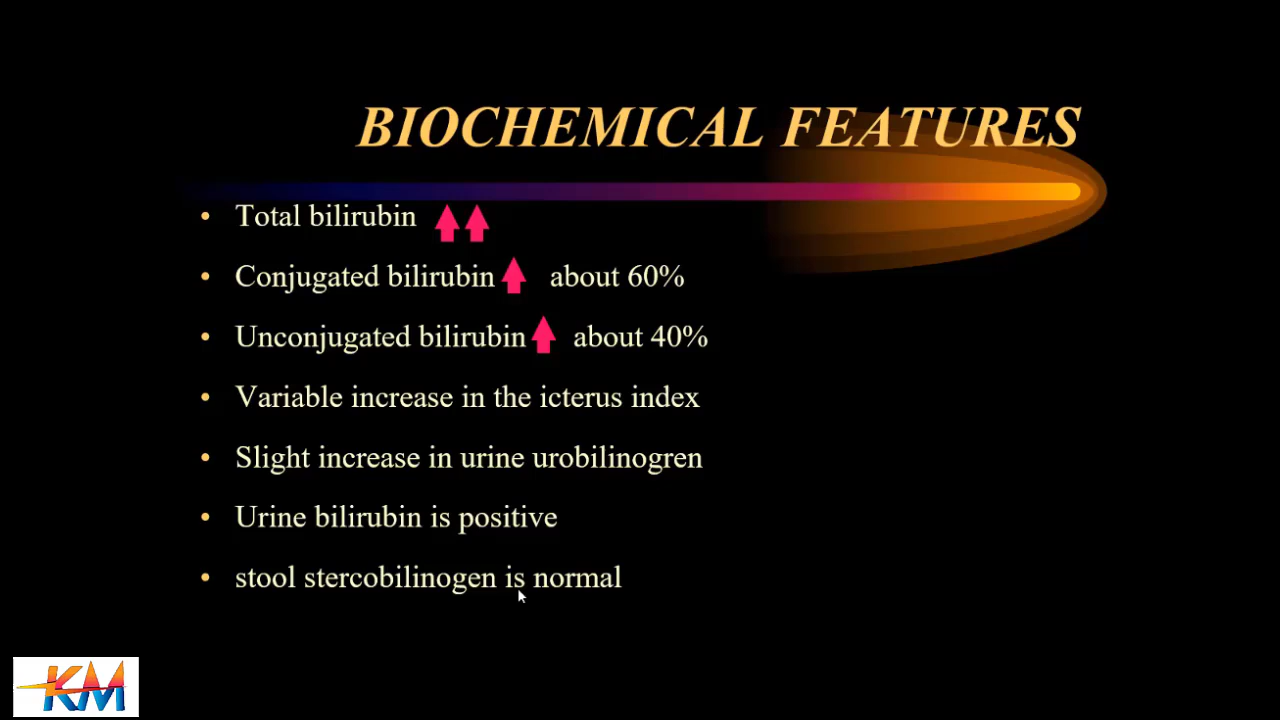 BIOCHEMICAL FEATURES
• Total bilirubin
• Conjugated bilirubin about 60%
• Unconjugated bilirubin about 40%
• Variable increase in the icterus index
• Slight increase in urine urobilinogren
• Urine bilirubin is positive
• stool stercobilinogen is normal
KM